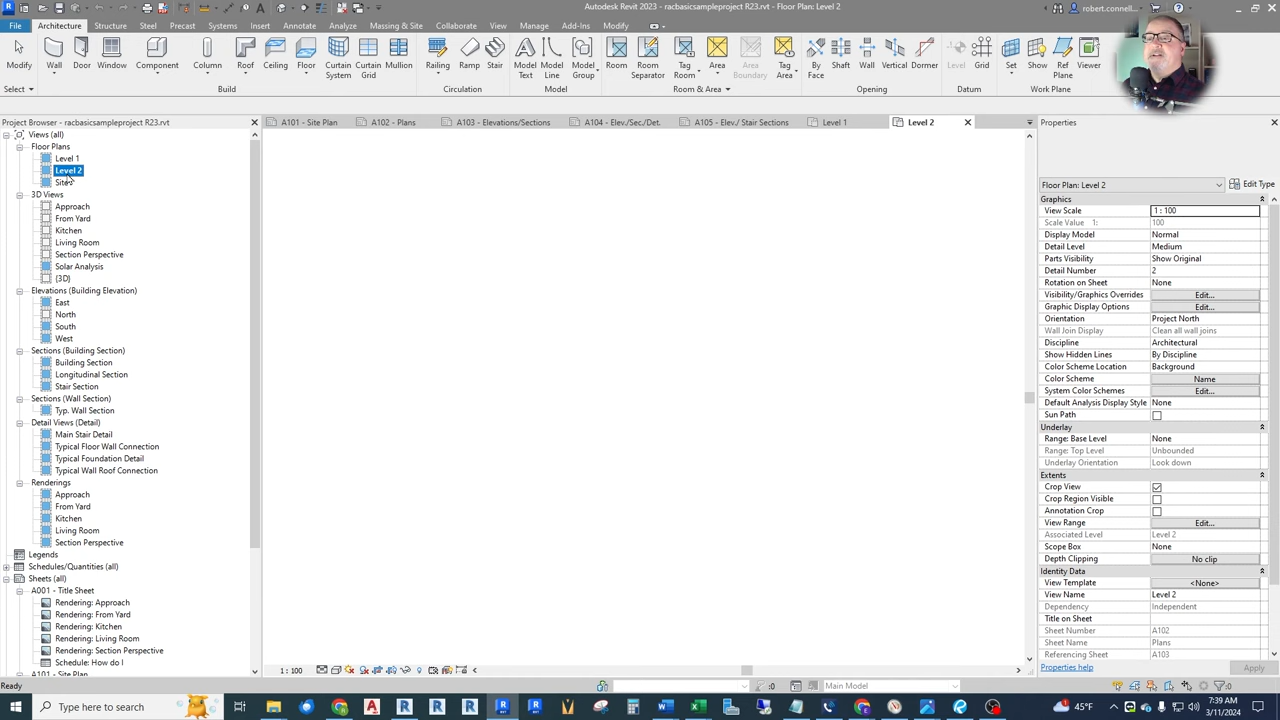 Autodesk Revit 2023 - racbasicsampleproject R23.rvt - Floor Plan: Level 2
robert.connell...
File Architecture Structure Steel Precast Systems Insert Annotate Analyze Massing & Site Collaborate View Manage Add-Ins Modify
Modify Wall Door Window Component Column Roof Ceiling Floor Curtain System Curtain Grid Mullion Railing Ramp Stair Model Text Model Line Model Group Room Room Separator Tag Room Area Area Boundary Tag Area By Face Shaft Wall Vertical Dormer Level Grid Set Show Ref Plane Viewer
Select Build Circulation Model Room & Area Opening Datum Work Plane
Project Browser - racbasicsampleproject R23.rvt
A101 - Site Plan A102 - Plans A103 - Elevations/Sections A104 - Elev./Sec./Det. A105 - Elev./ Stair Sections Level 1 Level 2
Views (all)
Floor Plans
Level 1
Level 2
Site
3D Views
Approach
From Yard
Kitchen
Living Room
Section Perspective
Solar Analysis
{3D}
Elevations (Building Elevation)
East
North
South
West
Sections (Building Section)
Building Section
Longitudinal Section
Stair Section
Sections (Wall Section)
Typ. Wall Section
Detail Views (Detail)
Main Stair Detail
Typical Floor Wall Connection
Typical Foundation Detail
Typical Wall Roof Connection
Renderings
Approach
From Yard
Kitchen
Living Room
Section Perspective
Legends
Schedules/Quantities (all)
Sheets (all)
A001 - Title Sheet
Rendering: Approach
Rendering: From Yard
Rendering: Kitchen
Rendering: Living Room
Rendering: Section Perspective
Schedule: How do I
A101 - Site Plan
Properties
Floor Plan: Level 2 Edit Type
Graphics
View Scale 1 : 100
Scale Value 1: 100
Display Model Normal
Detail Level Medium
Parts Visibility Show Original
Detail Number 2
Rotation on Sheet None
Visibility/Graphics Overrides Edit...
Graphic Display Options Edit...
Orientation Project North
Wall Join Display Clean all wall joins
Discipline Architectural
Show Hidden Lines By Discipline
Color Scheme Location Background
Color Scheme Name
System Color Schemes Edit...
Default Analysis Display Style None
Sun Path
Underlay
Range: Base Level None
Range: Top Level Unbounded
Underlay Orientation Look down
Extents
Crop View
Crop Region Visible
Annotation Crop
View Range Edit...
Associated Level Level 2
Scope Box None
Depth Clipping No clip
Identity Data
View Template <None>
View Name Level 2
Dependency Independent
Title on Sheet
Sheet Number A102
Sheet Name Plans
Referencing Sheet A103
Properties help Apply
1 : 100
Ready :0 Main Model :0
Type here to search 45°F 7:39 AM
3/11/2024